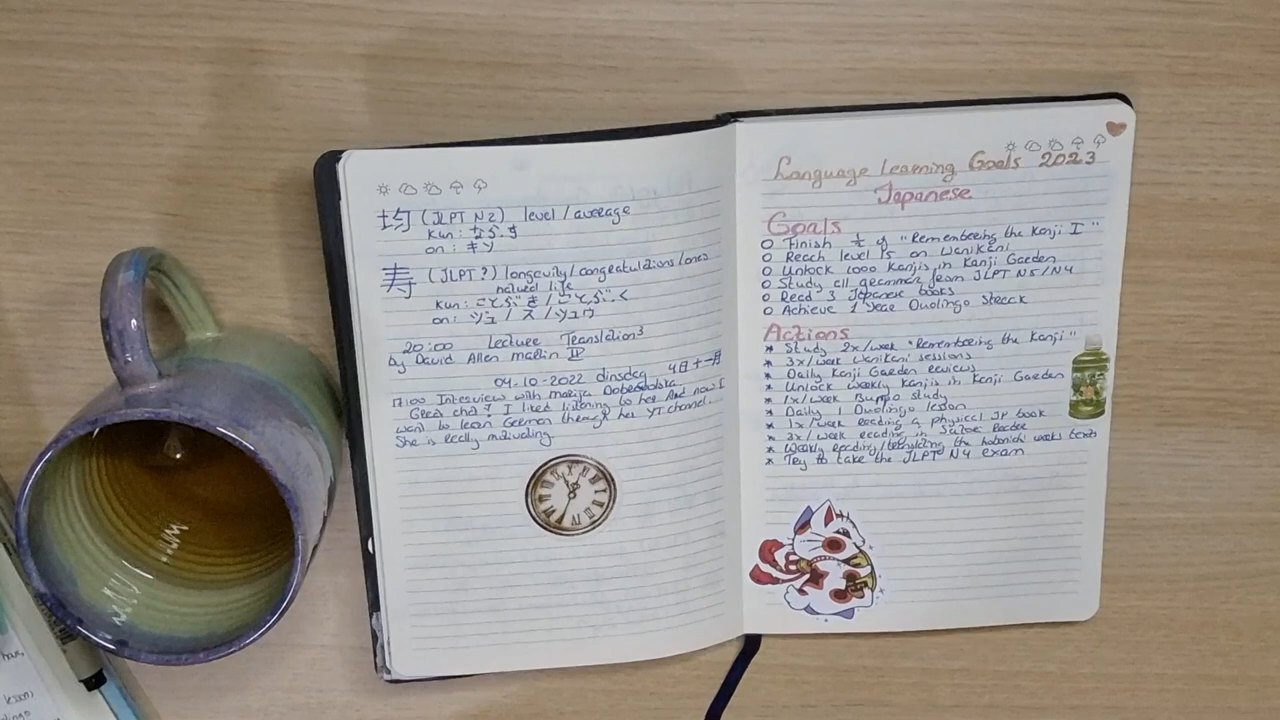 均 (JLPT N2) level / average
Kun: なら.す
on: キン
寿 (JLPT ?) longevity / congratulations / ones
natural life
Kun: ことぶ.き / ことぶ.く
on: ジュ / ス / シュウ
20:00 Lecture Translation³
by David Allen Martin II
04-10-2022 dinsdag 4日十一月
17:00 Interview with Marija
Great chat! I liked listening to her and now I
want to learn German through her YT channel.
She is really motivating.
Language Learning Goals 2023
Japanese
Goals
Finish ½ of "Remembering the Kanji I"
Reach level 15 on Wanikani
Unlock 1000 Kanjis in Kanji Garden
Study all grammar from JLPT N5/N4
Read 3 Japanese books
Achieve 1 Year Duolingo Streak
Actions
* Study 2x/week "Remembering the Kanji"
* 3x/week Wanikani sessions
* Daily Kanji Garden reviews
* Unlock weekly Kanjis in Kanji Garden
* 1x/week Bunpo study
* Daily 1 Duolingo lesson
* 1x/week reading a physical JP book
* 3x/week reading in Satori Reader
* Weekly reading/ the hobonichi weeks texts
* Try to take the JLPT N4 exam
han,
lesson
olingo